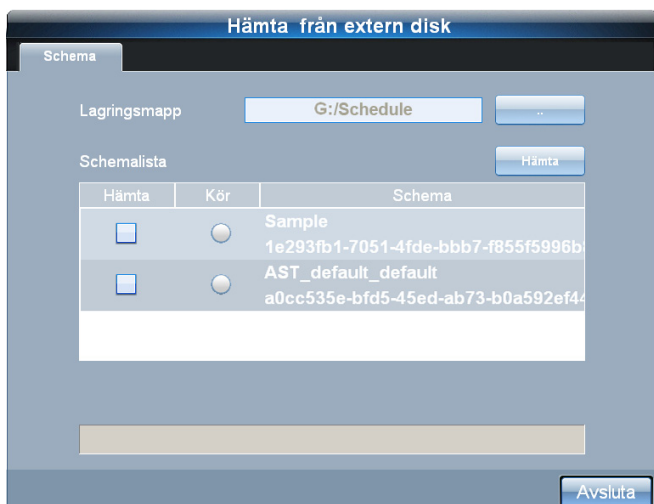 Hämta från extern disk
Schema
Lagringsmapp G:/Schedule ..
Schemalista Hämta
Hämta Kör Schema
Sample
1e293fb1-7051-4fde-bbb7-f855f5996b
AST_default_default
a0cc535e-bfd5-45ed-ab73-b0a592ef44
Avsluta